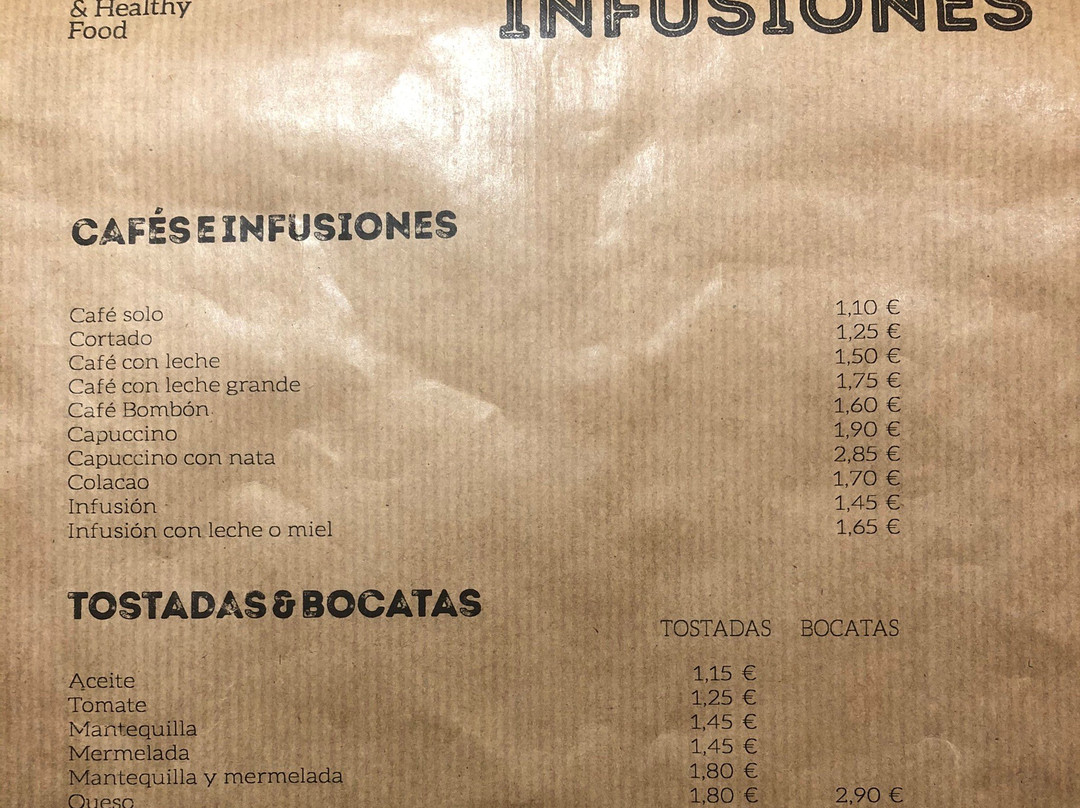 & Healthy
Food
INFUSIONES
CAFÉS E INFUSIONES
Café solo 1,10 €
Cortado 1,25 €
Café con leche 1,50 €
Café con leche grande 1,75 €
Café Bombón 1,60 €
Capuccino 1,90 €
Capuccino con nata 2,85 €
Colacao 1,70 €
Infusión 1,45 €
Infusión con leche o miel 1,65 €
TOSTADAS & BOCATAS
TOSTADAS BOCATAS
Aceite 1,15 €
Tomate 1,25 €
Mantequilla 1,45 €
Mermelada 1,45 €
Mantequilla y mermelada 1,80 €
Queso 1,80 € 2,90 €